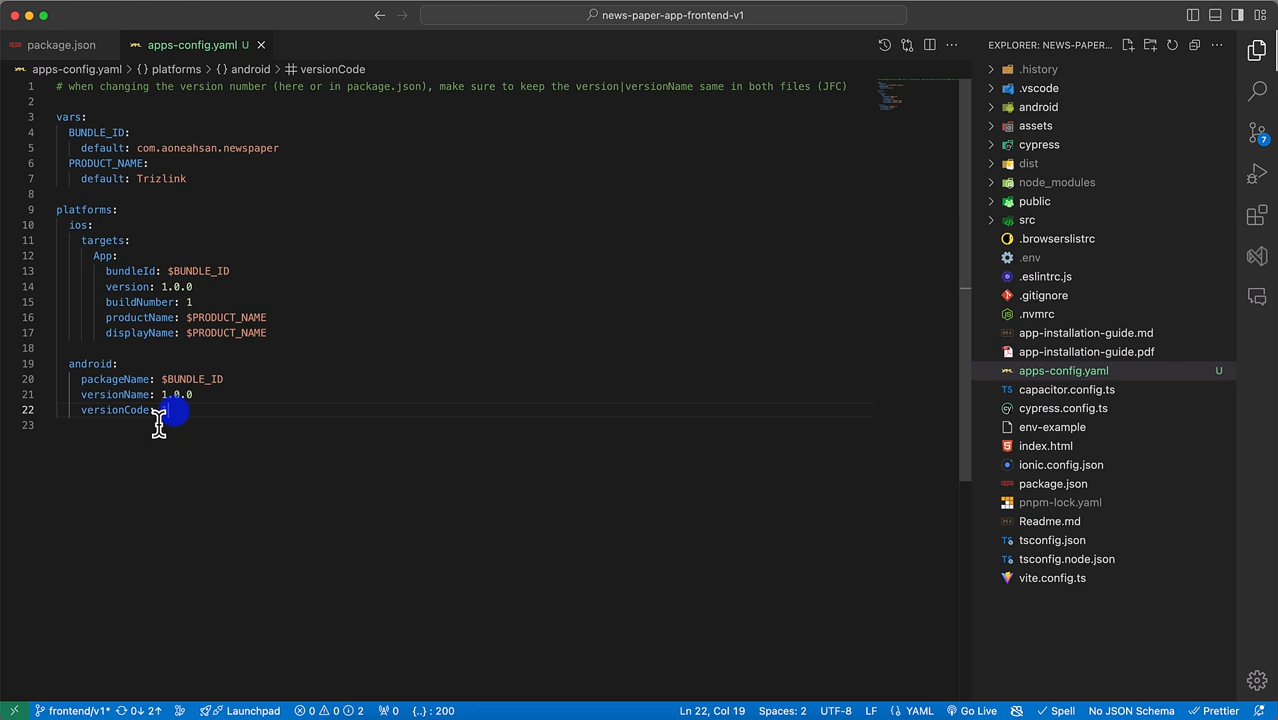 news-paper-app-frontend-v1
package.json
apps-config.yaml U
EXPLORER: NEWS-PAPER...
apps-config.yaml > {} platforms > {} android > versionCode
1 # when changing the version number (here or in package.json), make sure to keep the version|versionName same in both files (JFC)
2
3 vars:
4 BUNDLE_ID:
5 default: com.aoneahsan.newspaper
6 PRODUCT_NAME:
7 default: Trizlink
8
9 platforms:
10 ios:
11 targets:
12 App:
13 bundleId: $BUNDLE_ID
14 version: 1.0.0
15 buildNumber: 1
16 productName: $PRODUCT_NAME
17 displayName: $PRODUCT_NAME
18
19 android:
20 packageName: $BUNDLE_ID
21 versionName: 1.0.0
22 versionCode:
23
.history
.vscode
android
assets
cypress
dist
node_modules
public
src
.browserslistrc
.env
.eslintrc.js
.gitignore
.nvmrc
app-installation-guide.md
app-installation-guide.pdf
apps-config.yaml U
capacitor.config.ts
cypress.config.ts
env-example
index.html
ionic.config.json
package.json
pnpm-lock.yaml
Readme.md
tsconfig.json
tsconfig.node.json
vite.config.ts
7
frontend/v1* 0↓ 2↑ Launchpad 0 0 2 0 {..} : 200 Ln 22, Col 19 Spaces: 2 UTF-8 LF YAML Go Live Spell No JSON Schema Prettier